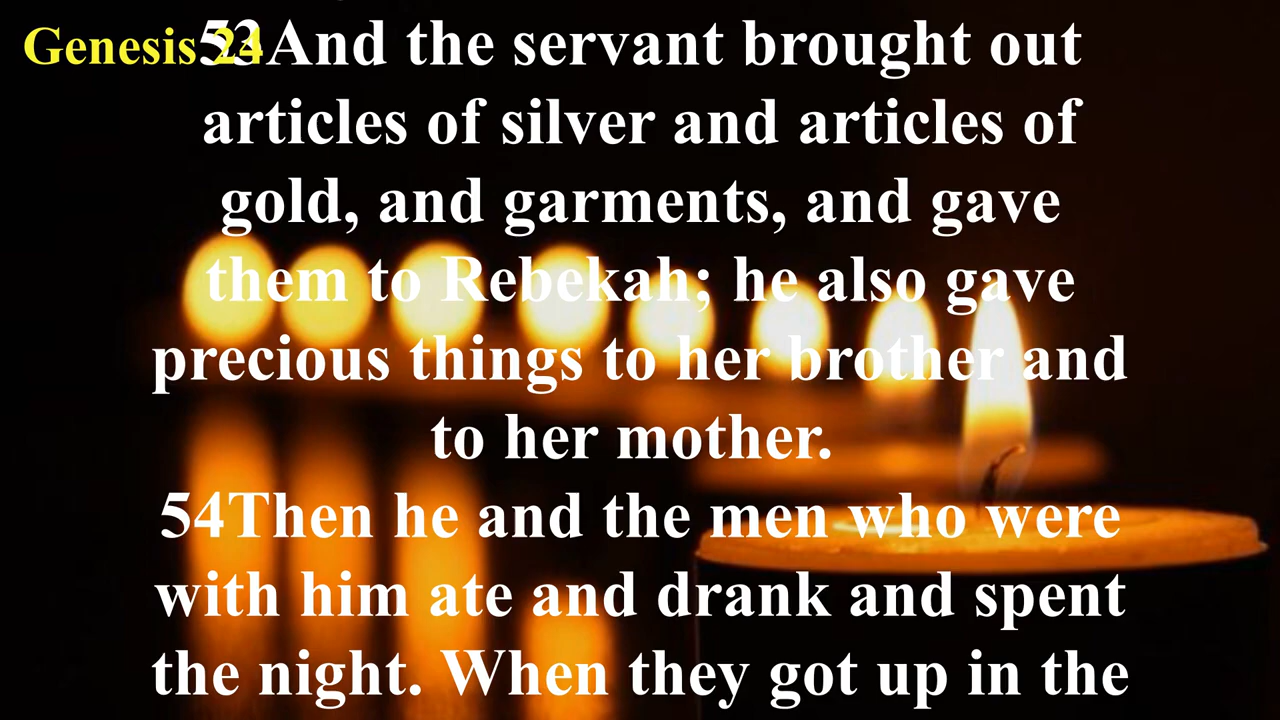 Genesis 24
53And the servant brought out
articles of silver and articles of
gold, and garments, and gave
them to Rebekah; he also gave
precious things to her brother and
to her mother.
54Then he and the men who were
with him ate and drank and spent
the night. When they got up in the